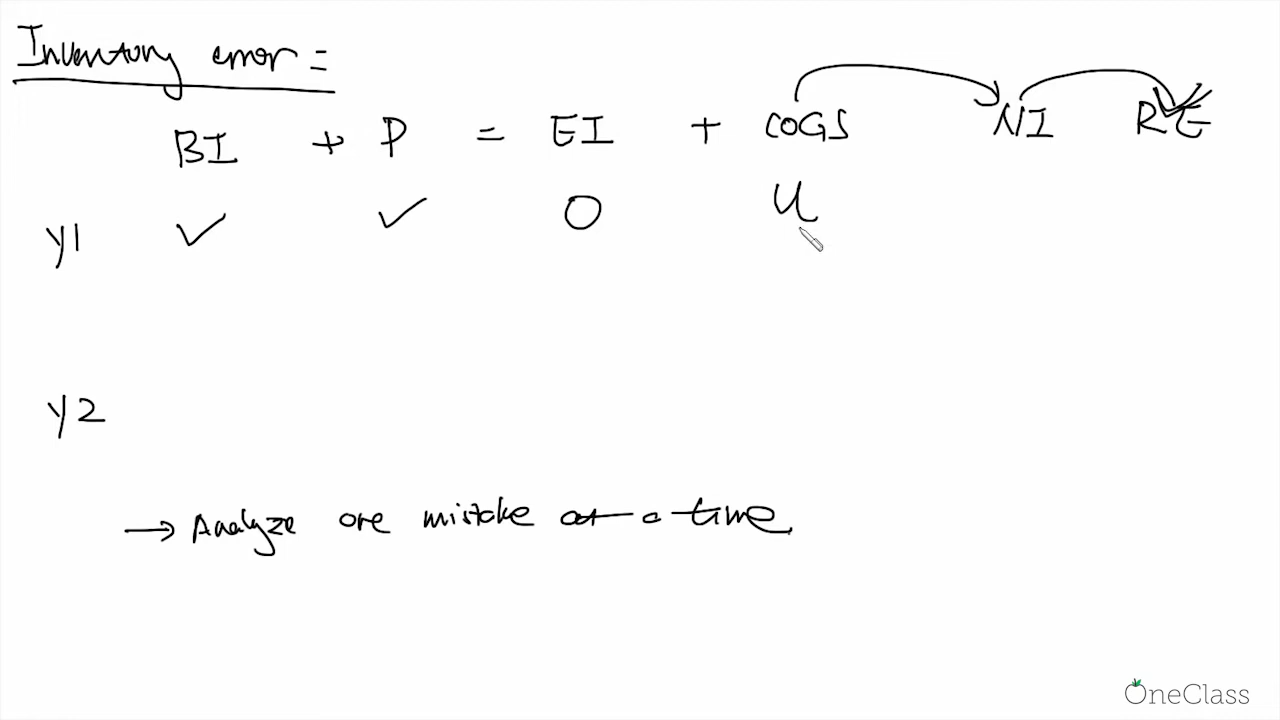 Inventory error =
BI + P = EI + COGS NI RE
y1 ✓ ✓ O U
y2
→ Analyze one mistake at a time
OneClass